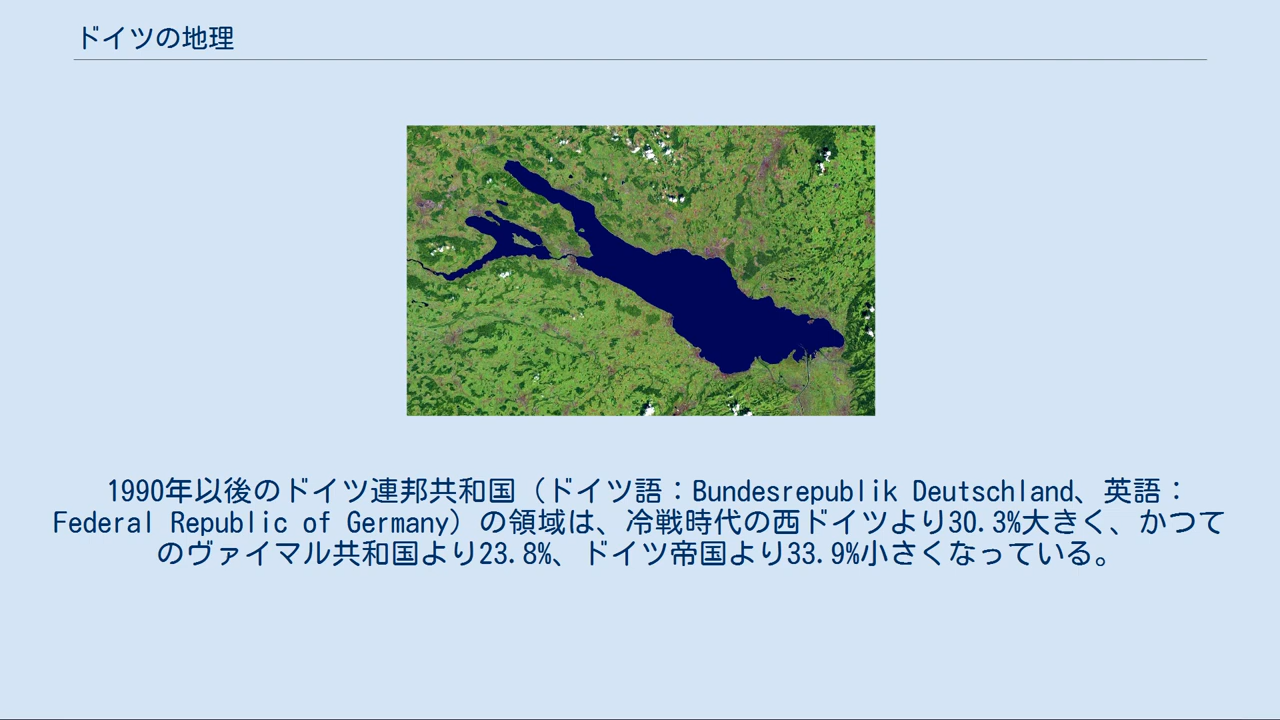 ドイツの地理
1990年以後のドイツ連邦共和国（ドイツ語：Bundesrepublik Deutschland、英語：
Federal Republic of Germany）の領域は、冷戦時代の西ドイツより30.3%大きく、かつて
のヴァイマル共和国より23.8%、ドイツ帝国より33.9%小さくなっている。